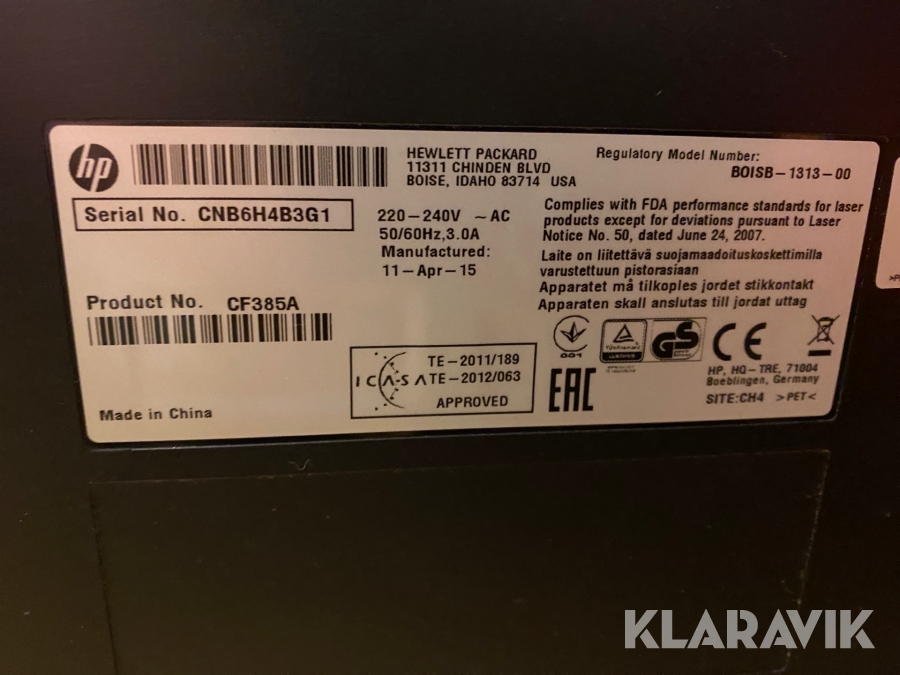 hp
HEWLETT PACKARD
11311 CHINDEN BLVD
BOISE, IDAHO 83714 USA
Regulatory Model Number:
BOISB-1313-00
Serial No. CNB6H4B3G1
220-240V ~ AC
50/60Hz,3.0A
Manufactured:
11-Apr-15
Complies with FDA performance standards for laser
products except for deviations pursuant to Laser
Notice No. 50, dated June 24, 2007.
Laite on liitettävä suojamaadoituskoskettimilla
varustettuun pistorasiaan
Apparatet må tilkoples jordet stikkontakt
Apparaten skall anslutas till jordat uttag
Product No. CF385A
ICASA
TE-2011/189
TE-2012/063
APPROVED
001
GS
CE
EAC
HP, HQ-TRE, 71004
Boeblingen, Germany
SITE:CH4 >PET<
Made in China
KLARAVIK